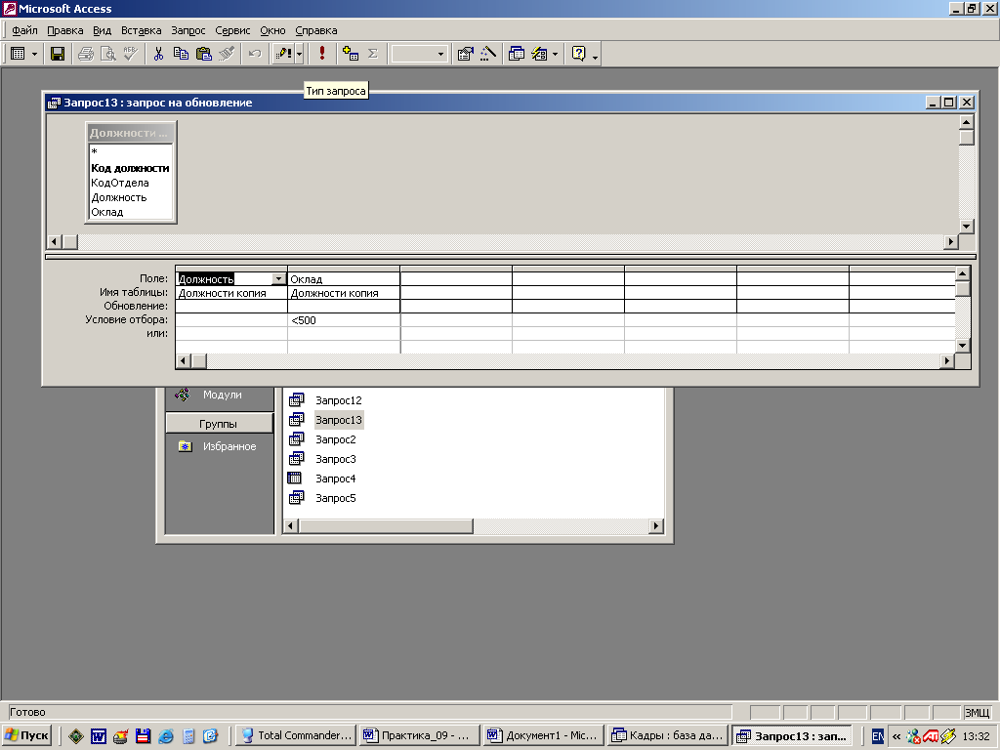 Microsoft Access
Файл Правка Вид Вставка Запрос Сервис Окно Справка
Тип запроса
Запрос13 : запрос на обновление
Должности ...
*
Код должности
КодОтдела
Должность
Оклад
Поле: Должность Оклад
Имя таблицы: Должности копия Должности копия
Обновление:
Условие отбора: <500
или:
Модули
Группы
Избранное
Запрос12
Запрос13
Запрос2
Запрос3
Запрос4
Запрос5
Готово ЗМЩ
Пуск Total Commander... Практика_09 - ... Документ1 - Mic... Кадры : база да... Запрос13 : зап... EN « 13:32